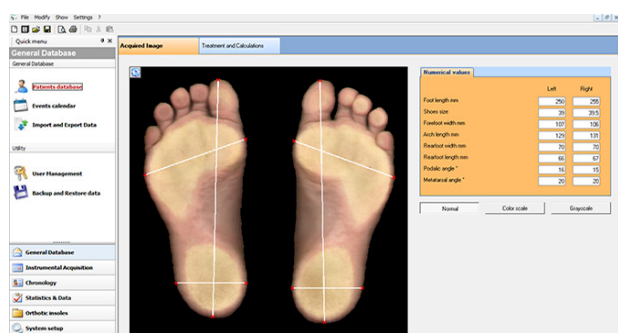 File Modify Show Settings ?
Quick menu
General Database
General Database
Patients database
Events calendar
Import and Export Data
Utility
User Management
Backup and Restore data
General Database
Instrumental Acquisition
Chronology
Statistics & Data
Orthotic insoles
System setup
Acquired Image
Treatment and Calculations
Numerical values
Left Right
Foot length mm 250 255
Shoes size 39 39.5
Forefoot width mm 107 106
Arch length mm 129 131
Rearfoot width mm 70 70
Rearfoot length mm 66 67
Podalic angle ° 16 15
Metatarsal angle ° 20 20
Normal Color scale Grayscale